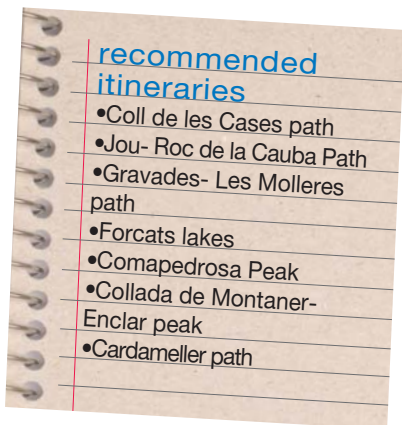 recommended
itineraries
•Coll de les Cases path
•Jou- Roc de la Cauba Path
•Gravades- Les Molleres
path
•Forcats lakes
•Comapedrosa Peak
•Collada de Montaner-
Enclar peak
•Cardameller path